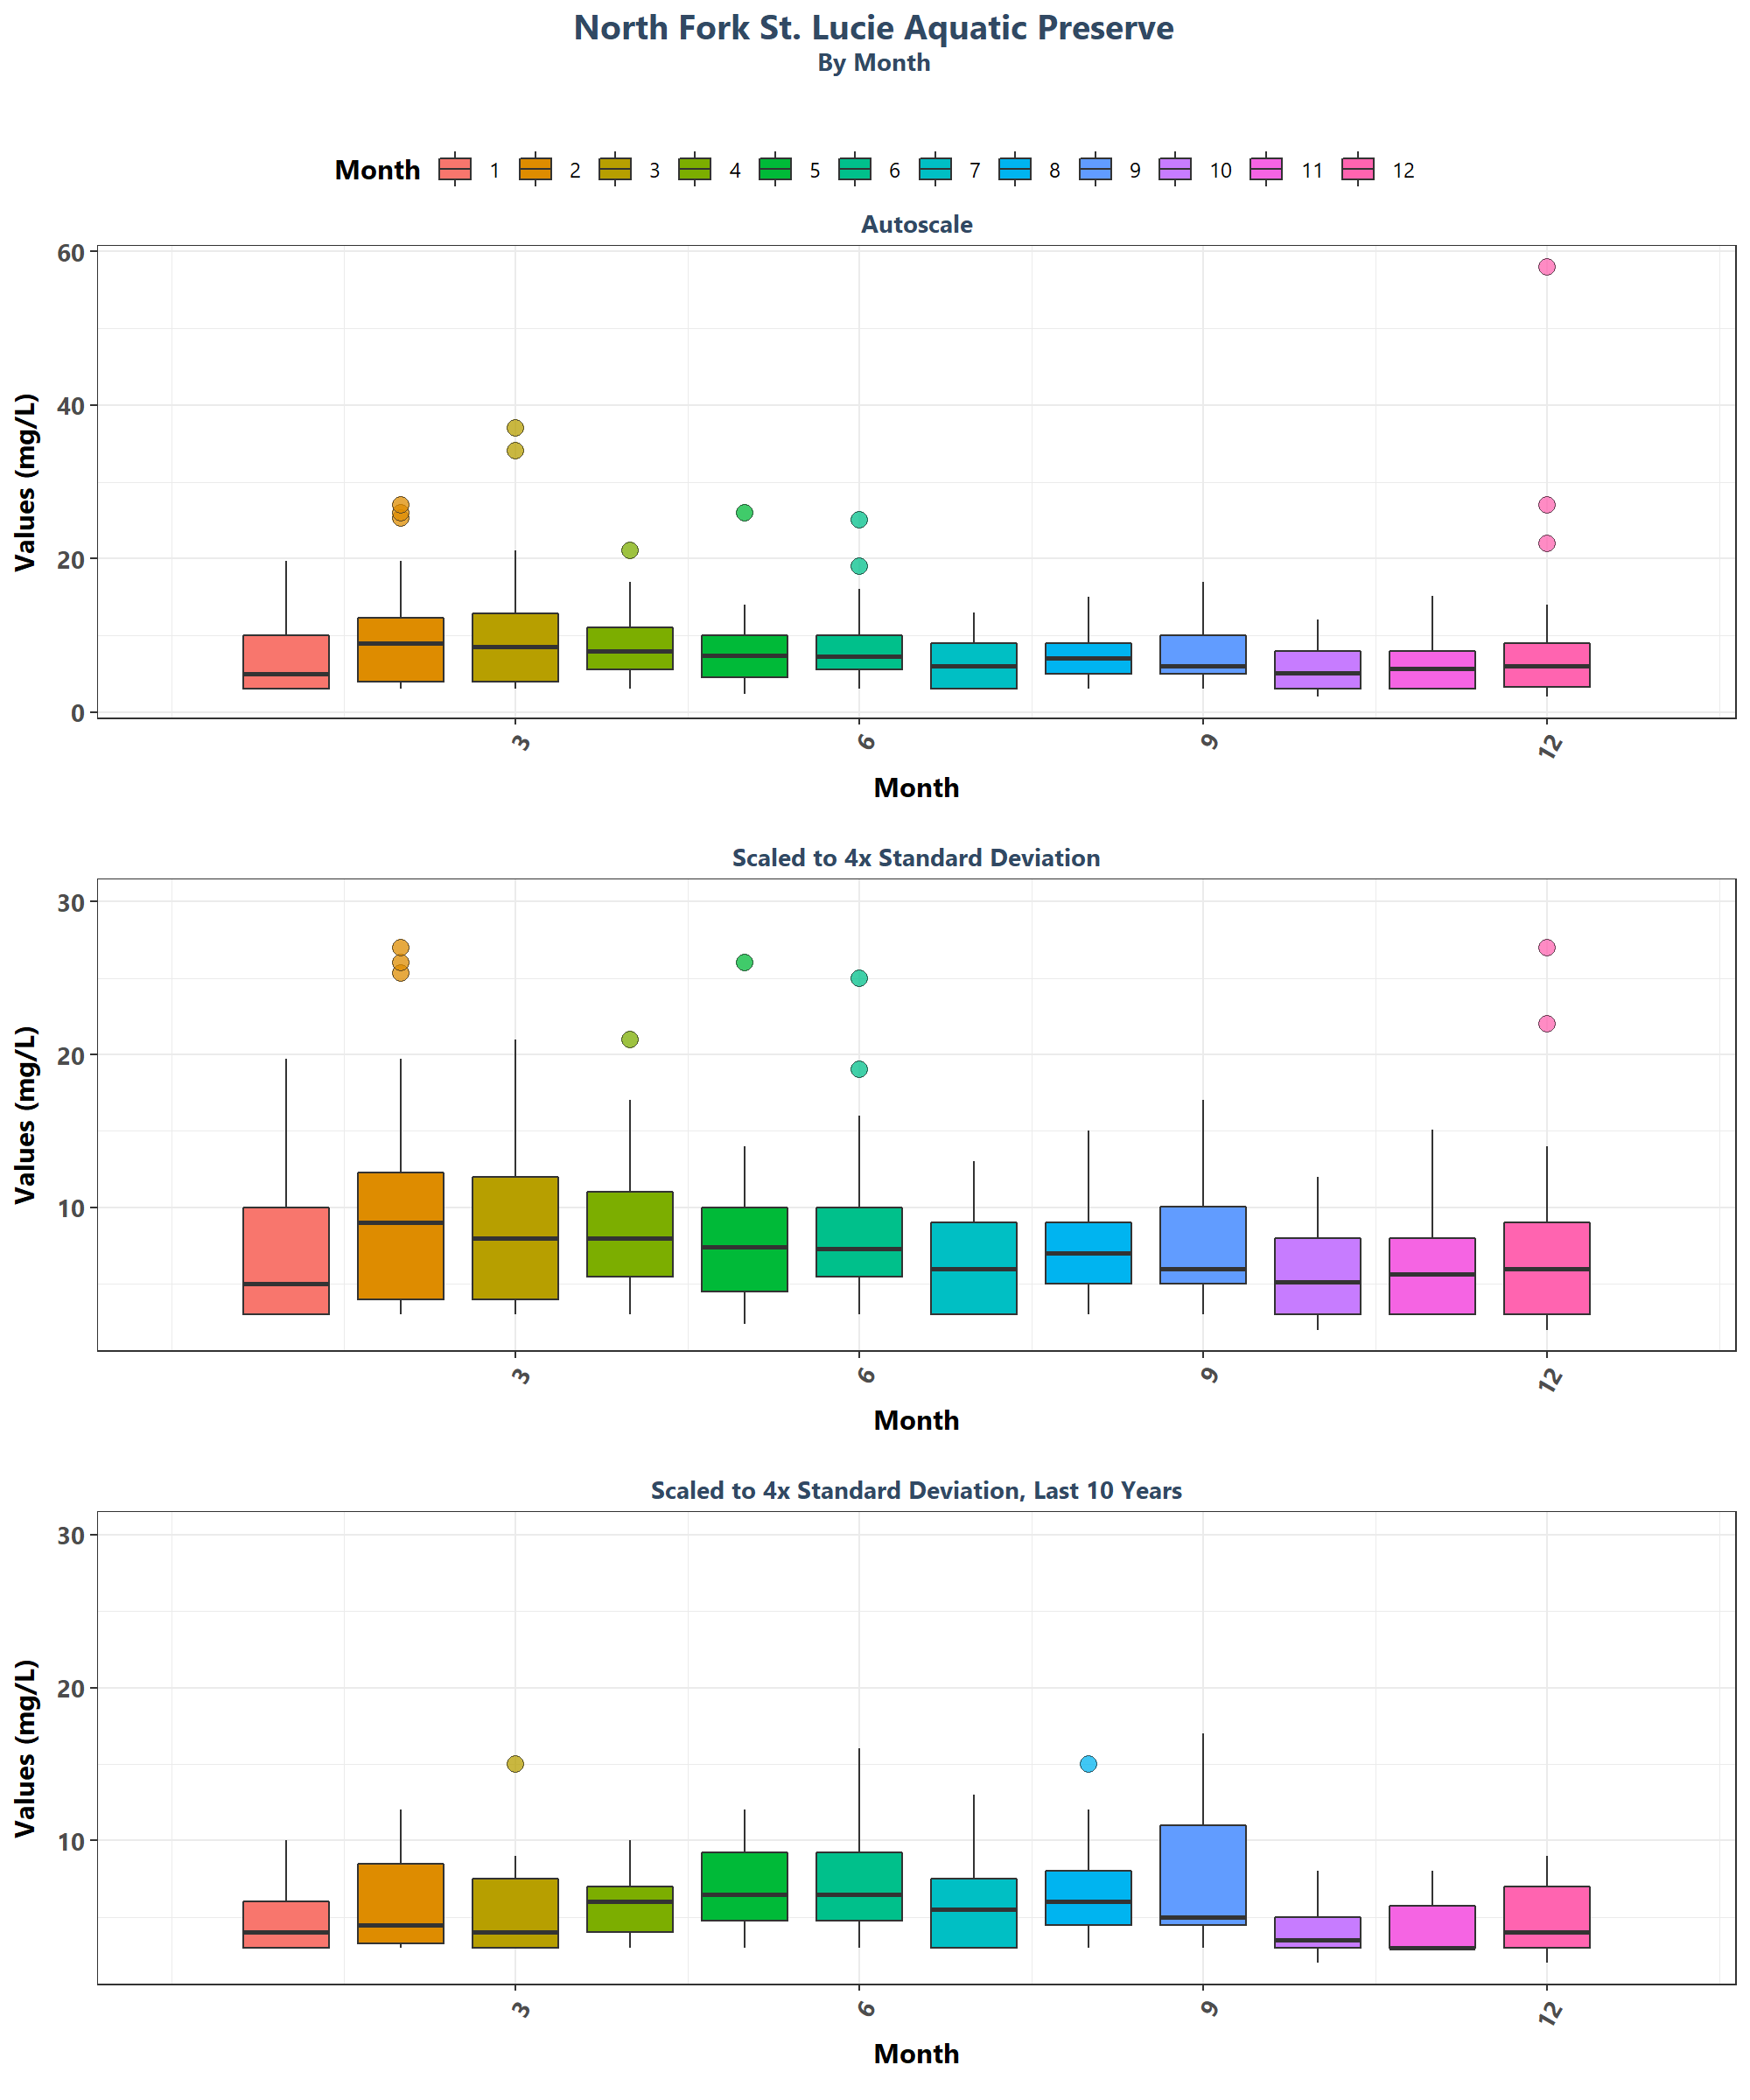 North Fork St. Lucie Aquatic Preserve
By Month
Month 1 2 3 4 5 6 7 8 9 10 11 12
Autoscale
Values (mg/L)
60
40
20
0
3 6 9 12
Month
Scaled to 4x Standard Deviation
Values (mg/L)
30
20
10
3 6 9 12
Month
Scaled to 4x Standard Deviation, Last 10 Years
Values (mg/L)
30
20
10
3 6 9 12
Month